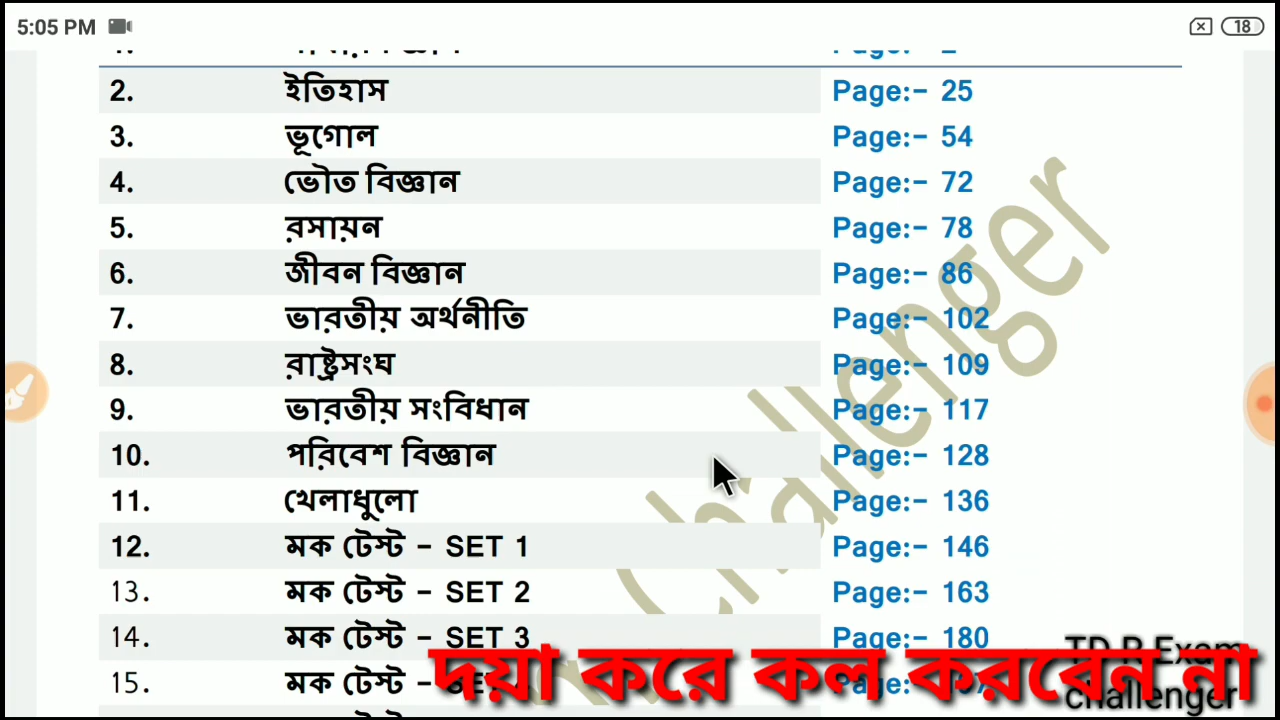 5:05 PM 18
2. ইতিহাস Page:- 25
3. ভূগোল Page:- 54
4. ভৌত বিজ্ঞান Page:- 72
5. রসায়ন Page:- 78
6. জীবন বিজ্ঞান Page:- 86
7. ভারতীয় অর্থনীতি Page:- 102
8. রাষ্ট্রসংঘ Page:- 109
9. ভারতীয় সংবিধান Page:- 117
10. পরিবেশ বিজ্ঞান Page:- 128
11. খেলাধুলো Page:- 136
12. মক টেস্ট - SET 1 Page:- 146
13. মক টেস্ট - SET 2 Page:- 163
14. মক টেস্ট - SET 3 Page:- 180
15. মক টেস্ট -
Challenger
TD R Exam
challenger
দয়া করে কল করবেন না